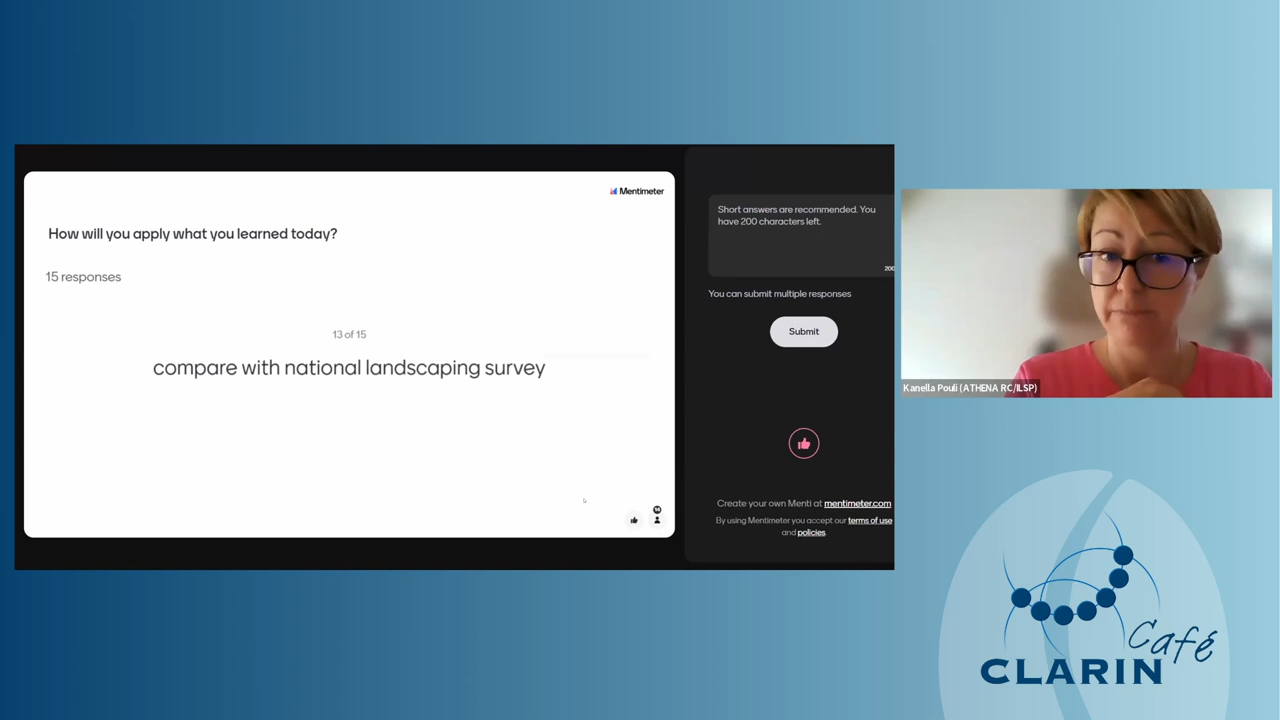 Mentimeter
How will you apply what you learned today?
15 responses
13 of 15
compare with national landscaping survey
Short answers are recommended. You
have 200 characters left.
200
You can submit multiple responses
Submit
Create your own Menti at mentimeter.com
By using Mentimeter you accept our terms of use
and policies.
Kanella Pouli (ATHENA RC/ILSP)
Café
CLARIN